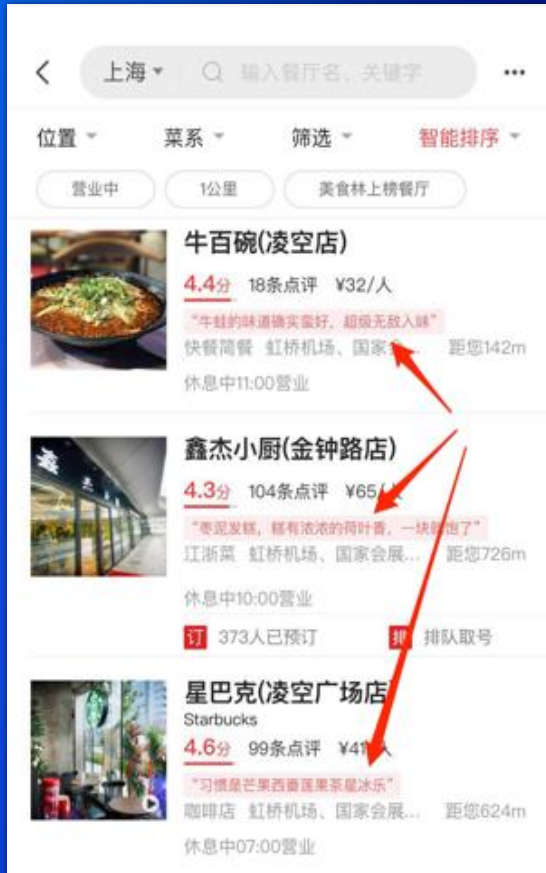 上海 输入餐厅名、关键字
位置 菜系 筛选 智能排序
营业中 1公里 美食林上榜餐厅
牛百碗(凌空店)
4.4分 18条点评 ¥32/人
“牛蛙的味道确实蛮好，超级无敌入味”
快餐简餐 虹桥机场、国家会... 距您142m
休息中11:00营业
鑫杰小厨(金钟路店)
4.3分 104条点评 ¥65/人
“枣泥发糕，糕有浓浓的荷叶香，一块就饱了”
江浙菜 虹桥机场、国家会展... 距您726m
休息中10:00营业
订 373人已预订 排 排队取号
星巴克(凌空广场店
Starbucks
4.6分 99条点评 ¥41/人
“习惯是芒果西番莲果茶星冰乐”
咖啡店 虹桥机场、国家会展... 距您624m
休息中07:00营业